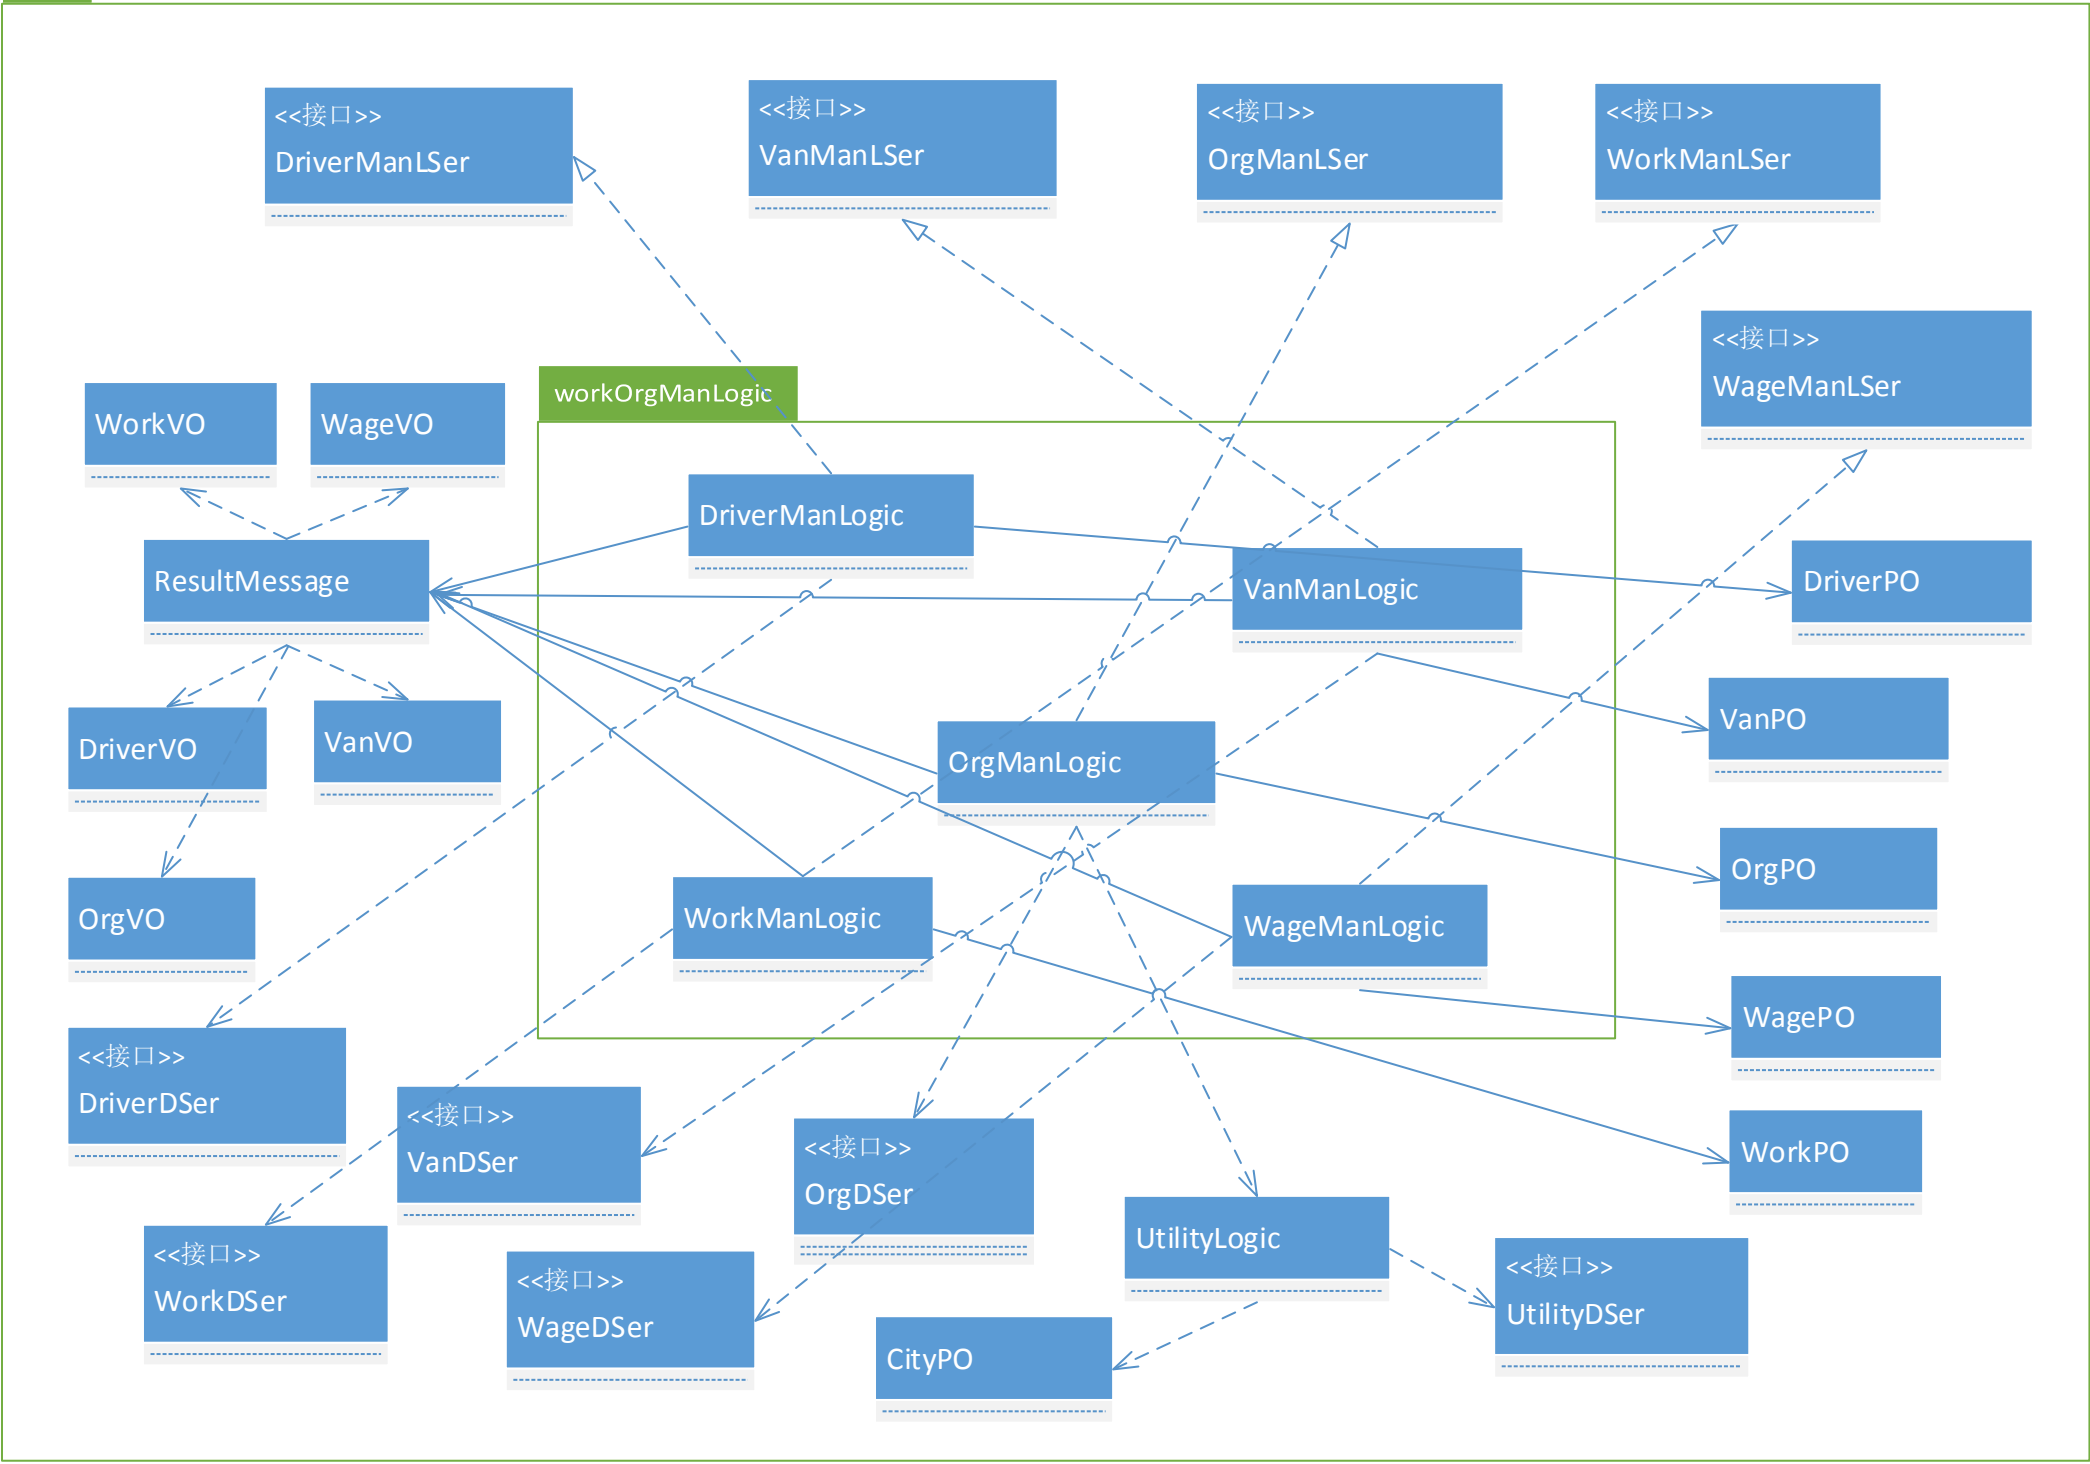 <<接口>>
DriverManLSer
<<接口>>
VanManLSer
<<接口>>
OrgManLSer
<<接口>>
WorkManLSer
<<接口>>
WageManLSer
workOrgManLogic
WorkVO
WageVO
DriverManLogic
ResultMessage
VanManLogic
DriverPO
DriverVO
VanVO
OrgManLogic
VanPO
OrgVO
WorkManLogic
WageManLogic
OrgPO
WagePO
<<接口>>
DriverDSer
<<接口>>
VanDSer
<<接口>>
OrgDSer
WorkPO
<<接口>>
WorkDSer
<<接口>>
WageDSer
UtilityLogic
<<接口>>
UtilityDSer
CityPO